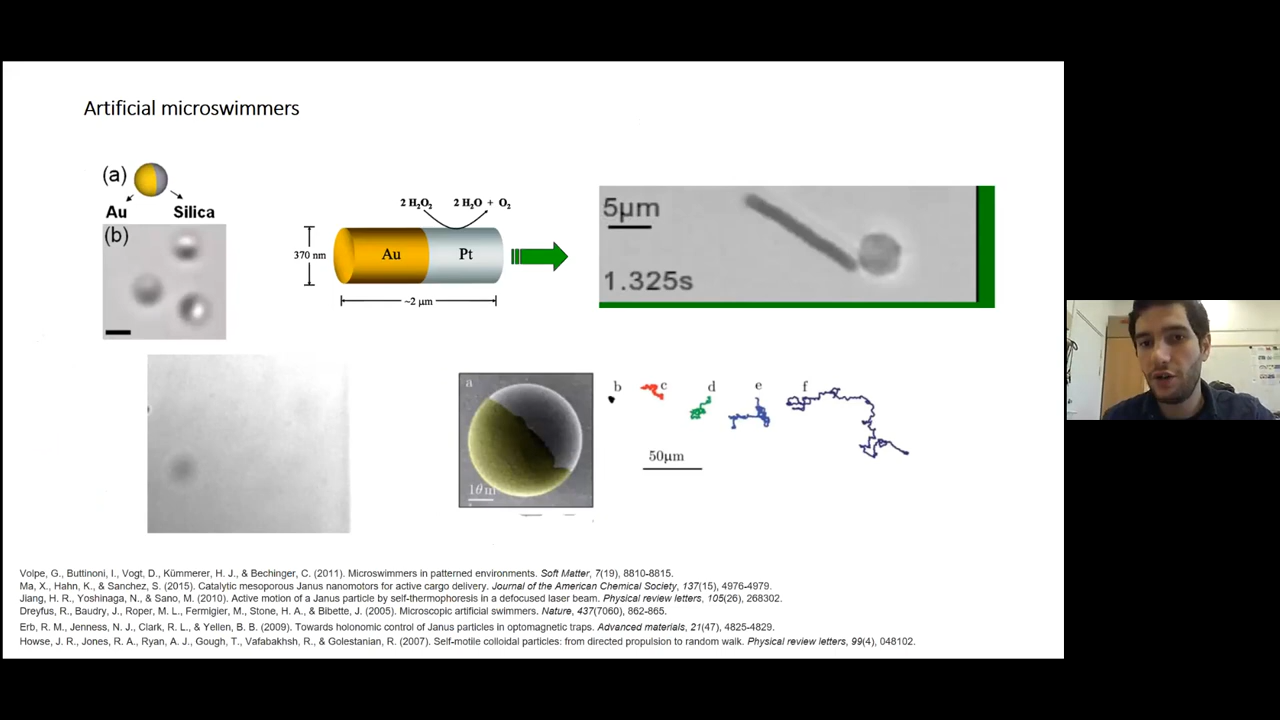 Artificial microswimmers
(a)
Au Silica
(b)
2 H₂O₂ 2 H₂O + O₂
370 nm
Au Pt
~2 μm
5μm
1.325s
a b c d e f
50μm
Volpe, G., Buttinoni, I., Vogt, D., Kümmerer, H. J., & Bechinger, C. (2011). Microswimmers in patterned environments. Soft Matter, 7(19), 8810-8815.
Ma, X., Hahn, K., & Sanchez, S. (2015). Catalytic mesoporous Janus nanomotors for active cargo delivery. Journal of the American Chemical Society, 137(15), 4976-4979.
Jiang, H. R., Yoshinaga, N., & Sano, M. (2010). Active motion of a Janus particle by self-thermophoresis in a defocused laser beam. Physical review letters, 105(26), 268302.
Dreyfus, R., Baudry, J., Roper, M. L., Fermigier, M., Stone, H. A., & Bibette, J. (2005). Microscopic artificial swimmers. Nature, 437(7060), 862-865.
Erb, R. M., Jenness, N. J., Clark, R. L., & Yellen, B. B. (2009). Towards holonomic control of Janus particles in optomagnetic traps. Advanced materials, 21(47), 4825-4829.
Howse, J. R., Jones, R. A., Ryan, A. J., Gough, T., Vafabakhsh, R., & Golestanian, R. (2007). Self-motile colloidal particles: from directed propulsion to random walk. Physical review letters, 99(4), 048102.